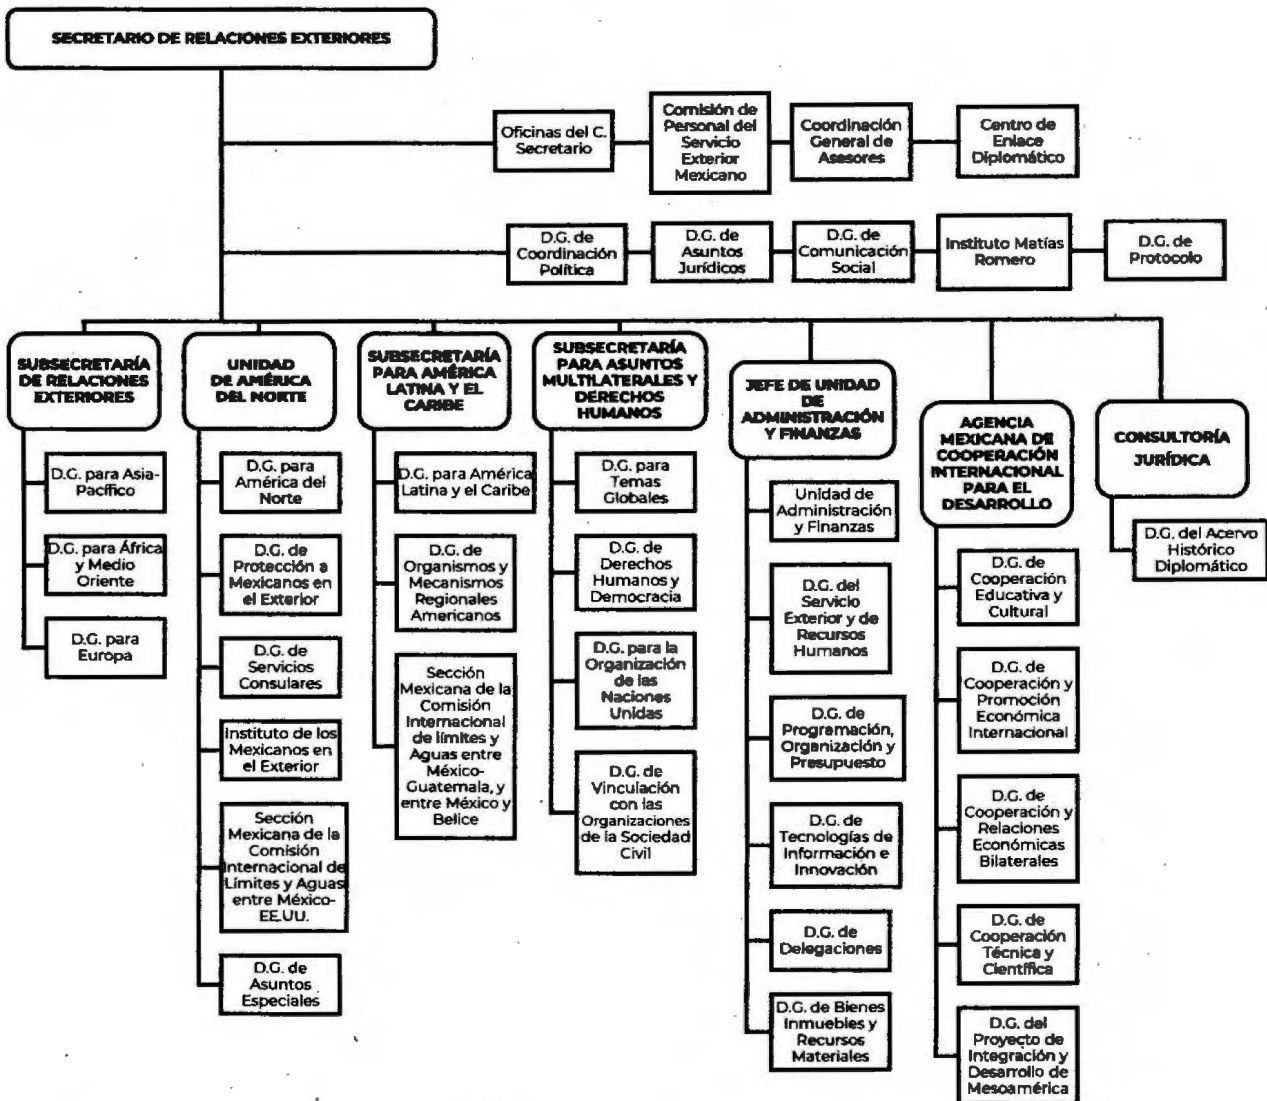 SECRETARIO DE RELACIONES EXTERIORES
Oficinas del C.
Secretario
Comisión de
Personal del
Servicio
Exterior
Mexicano
Coordinación
General de
Asesores
Centro de
Enlace
Diplomático
D.G. de
Coordinación
Política
D.G. de
Asuntos
Jurídicos
D.G. de
Comunicación
Social
Instituto Matías
Romero
D.G. de
Protocolo
SUBSECRETARÍA
DE RELACIONES
EXTERIORES
D.G. para Asia-
Pacífico
D.G. para África
y Medio
Oriente
D.G. para
Europa
UNIDAD
DE AMÉRICA
DEL NORTE
D.G. para
América del
Norte
D.G. de
Protección a
Mexicanos en
el Exterior
D.G. de
Servicios
Consulares
Instituto de los
Mexicanos en
el Exterior
Sección
Mexicana de la
Comisión
Internacional de
Límites y Aguas
entre México-
EE.UU.
D.G. de
Asuntos
Especiales
SUBSECRETARÍA
PARA AMÉRICA
LATINA Y EL
CARIBE
D.G. para América
Latina y el Caribe
D.G. de
Organismos y
Mecanismos
Regionales
Americanos
Sección
Mexicana de la
Comisión
Internacional
de límites y
Aguas entre
México-
Guatemala, y
entre México y
Belice
SUBSECRETARÍA
PARA ASUNTOS
MULTILATERALES Y
DERECHOS
HUMANOS
D.G. para
Temas
Globales
D.G. de
Derechos
Humanos y
Democracia
D.G. para la
Organización
de las
Naciones
Unidas
D.G. de
Vinculación
con las
Organizaciones
de la Sociedad
Civil
JEFE DE UNIDAD
DE
ADMINISTRACIÓN
Y FINANZAS
Unidad de
Administración
y Finanzas
D.G. del
Servicio
Exterior y de
Recursos
Humanos
D.G. de
Programación,
Organización y
Presupuesto
D.G. de
Tecnologías de
Información e
Innovación
D.G. de
Delegaciones
D.G. de Bienes
Inmuebles y
Recursos
Materiales
AGENCIA
MEXICANA DE
COOPERACIÓN
INTERNACIONAL
PARA EL
DESARROLLO
D.G. de
Cooperación
Educativa y
Cultural
D.G. de
Cooperación y
Promoción
Económica
Internacional
D.G. de
Cooperación y
Relaciones
Económicas
Bilaterales
D.G. de
Cooperación
Técnica y
Científica
D.G. del
Proyecto de
Integración y
Desarrollo de
Mesoamérica
CONSULTORÍA
JURÍDICA
D.G. del Acervo
Histórico
Diplomático